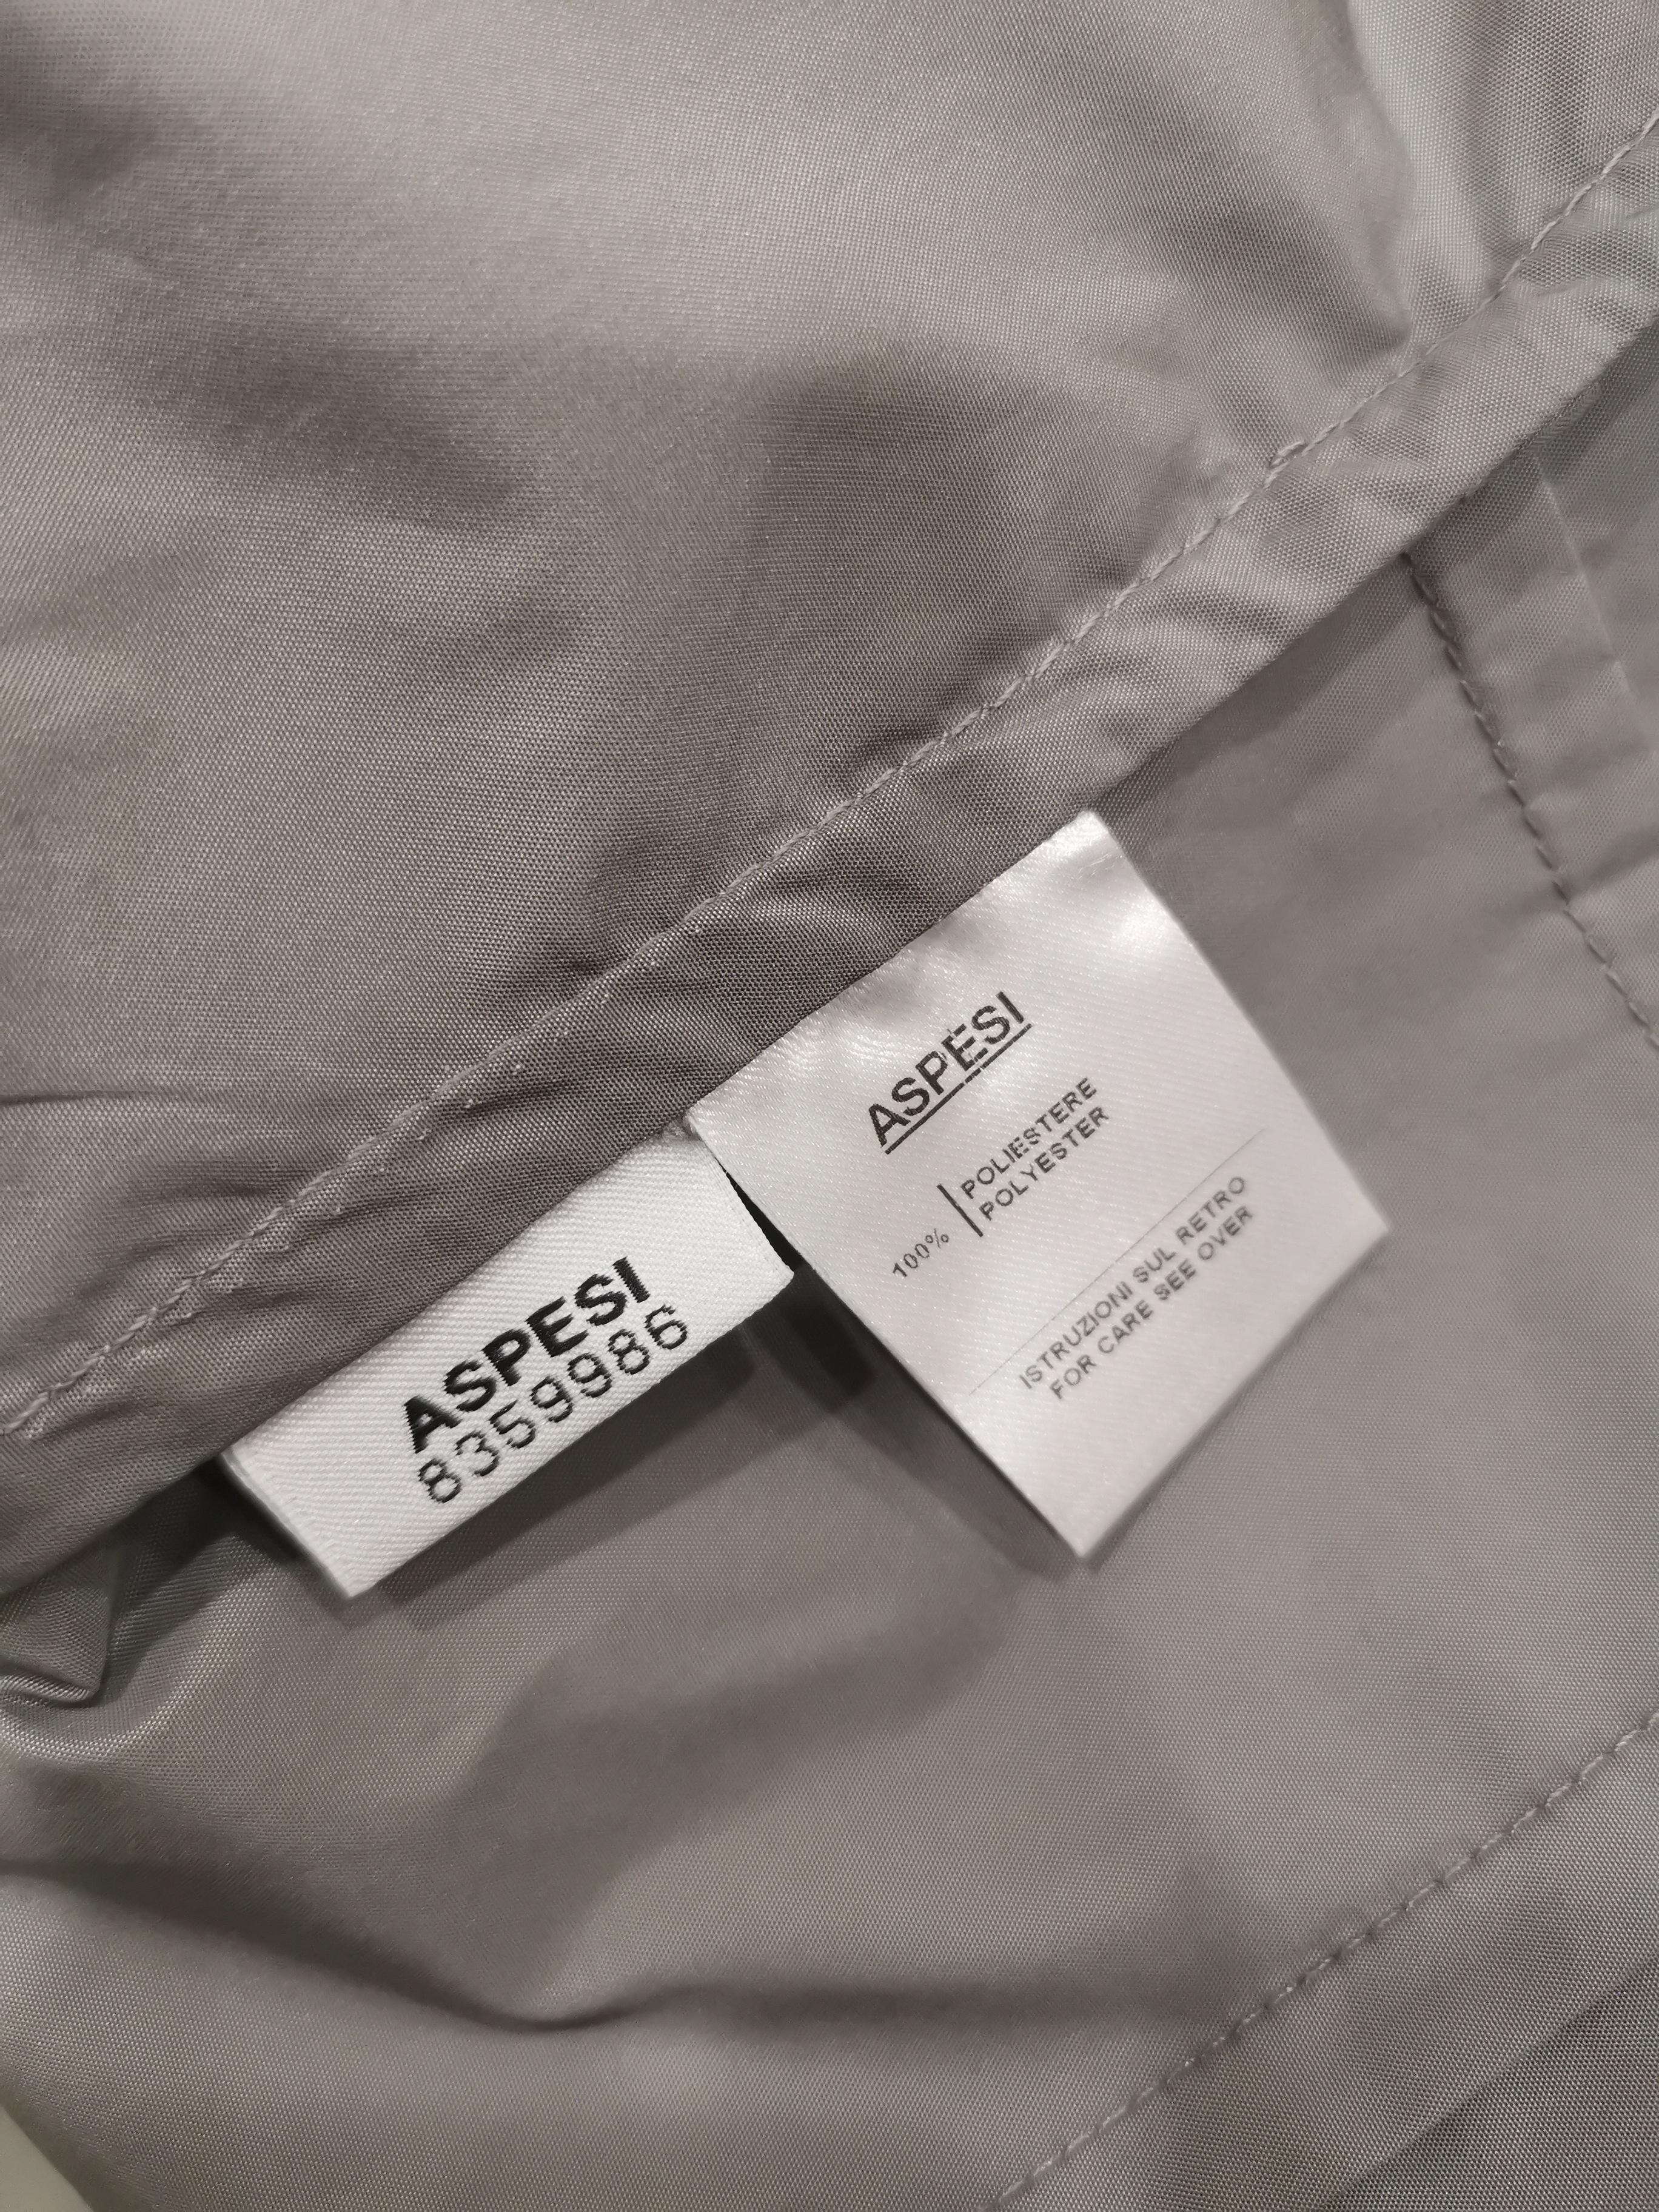 ASPESI
8359986
ASPESI
100% POLIESTERE
POLYESTER
ISTRUZIONI SUL RETRO
FOR CARE SEE OVER